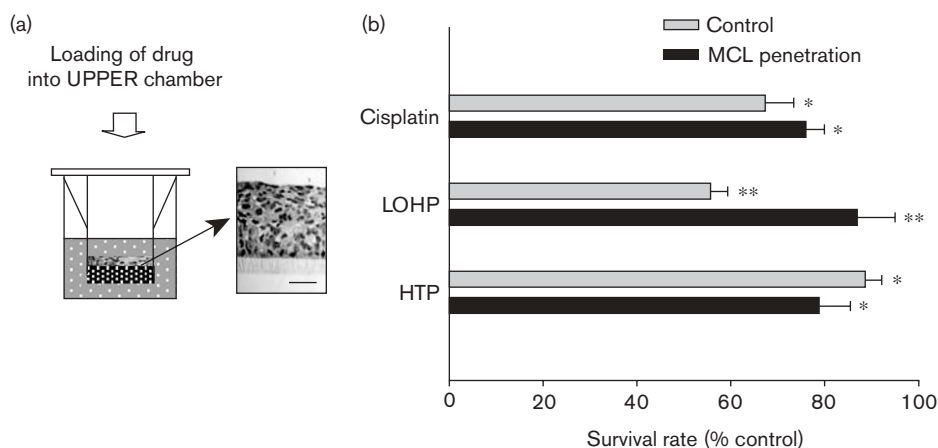 (a)
Loading of drug
into UPPER chamber
(b)
Control
MCL penetration
Cisplatin
*
*
LOHP
**
**
HTP
*
*
0 20 40 60 80 100
Survival rate (% control)